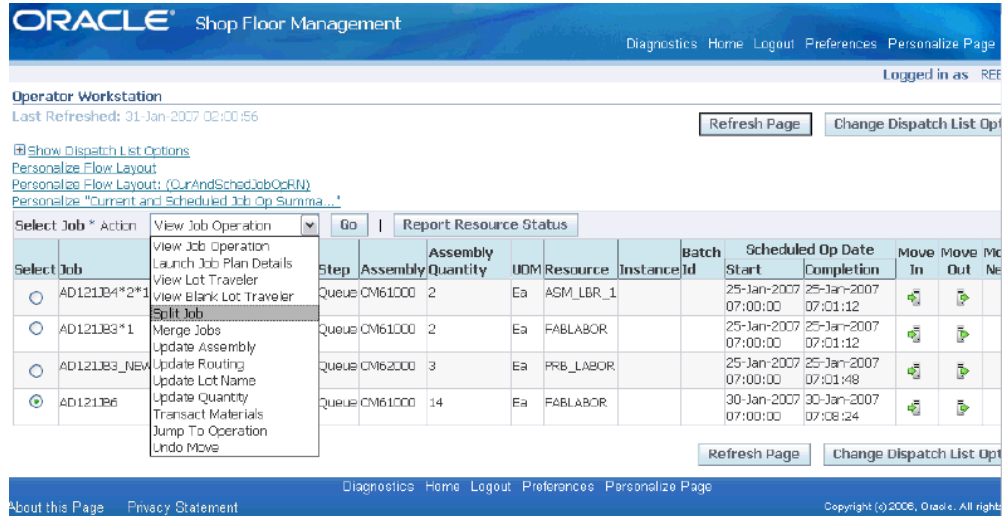 ORACLE® Shop Floor Management
Diagnostics Home Logout Preferences Personalize Page
Logged in as REE
Operator Workstation
Last Refreshed: 31-Jan-2007 02:00:56
Refresh Page Change Dispatch List Opt
Show Dispatch List Options
Personalize Flow Layout
Personalize Flow Layout: (CurAndSchedJobOpRN)
Personalize "Current and Scheduled Job Op Summa..."
Select Job * Action View Job Operation Go | Report Resource Status
View Job Operation
Launch Job Plan Details
View Lot Traveler
View Blank Lot Traveler
Split Job
Merge Jobs
Update Assembly
Update Routing
Update Lot Name
Update Quantity
Transact Materials
Jump To Operation
Undo Move
Select Job Step Assembly Assembly Quantity UOM Resource Instance Batch Id Scheduled Op Date Start Completion Move In Move Out Mo Ne
AD121JB4*2*1 Queue CM61000 2 Ea ASM_LBR_1 25-Jan-2007 07:00:00 25-Jan-2007 07:01:12
AD121JB3*1 Queue CM61000 2 Ea FABLABOR 25-Jan-2007 07:00:00 25-Jan-2007 07:01:12
AD121JB3_NEW Queue CM62000 3 Ea PRB_LABOR 25-Jan-2007 07:00:00 25-Jan-2007 07:01:48
AD121JB6 Queue CM61000 14 Ea FABLABOR 30-Jan-2007 07:00:00 30-Jan-2007 07:08:24
Refresh Page Change Dispatch List Opt
Diagnostics Home Logout Preferences Personalize Page
About this Page Privacy Statement
Copyright (c) 2006, Oracle. All rights